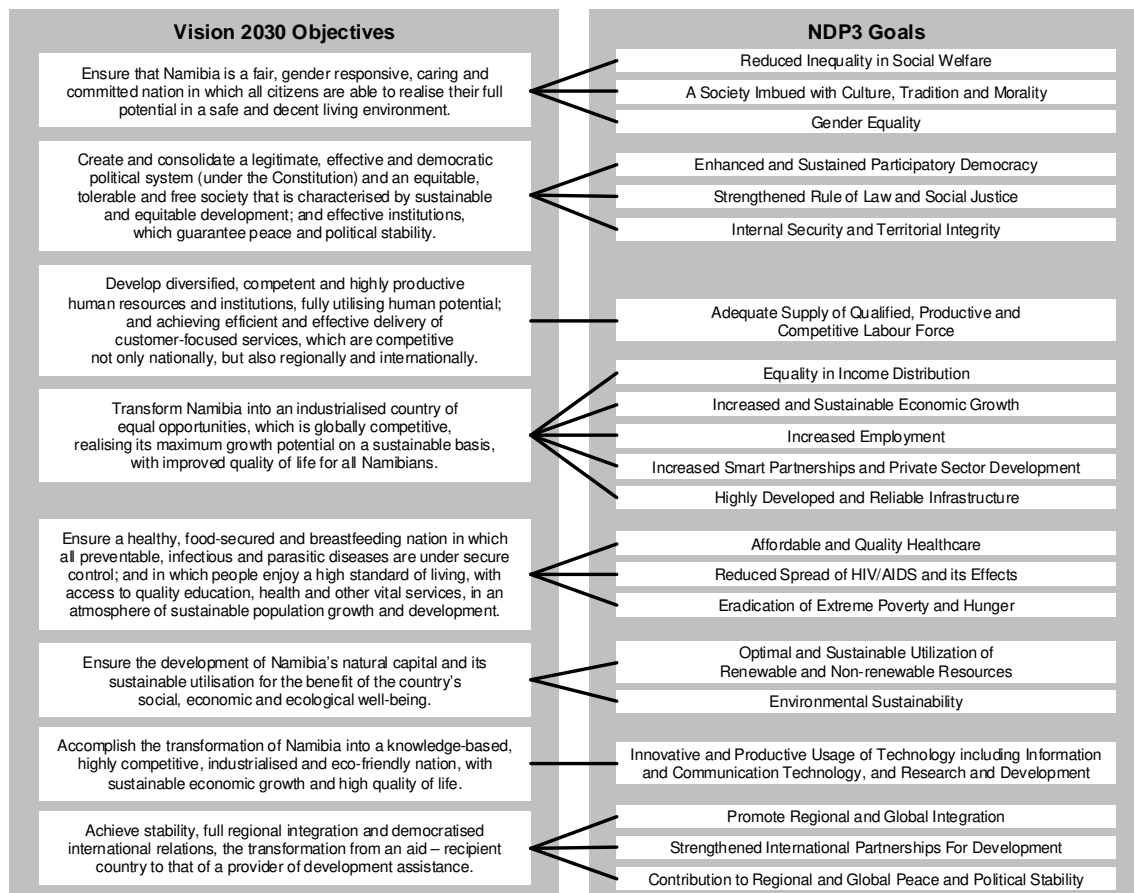 Vision 2030 Objectives
Ensure that Namibia is a fair, gender responsive, caring and
committed nation in which all citizens are able to realise their full
potential in a safe and decent living environment.
Create and consolidate a legitimate, effective and democratic
political system (under the Constitution) and an equitable,
tolerable and free society that is characterised by sustainable
and equitable development; and effective institutions,
which guarantee peace and political stability.
Develop diversified, competent and highly productive
human resources and institutions, fully utilising human potential;
and achieving efficient and effective delivery of
customer-focused services, which are competitive
not only nationally, but also regionally and internationally.
Transform Namibia into an industrialised country of
equal opportunities, which is globally competitive,
realising its maximum growth potential on a sustainable basis,
with improved quality of life for all Namibians.
Ensure a healthy, food-secured and breastfeeding nation in which
all preventable, infectious and parasitic diseases are under secure
control; and in which people enjoy a high standard of living, with
access to quality education, health and other vital services, in an
atmosphere of sustainable population growth and development.
Ensure the development of Namibia's natural capital and its
sustainable utilisation for the benefit of the country's
social, economic and ecological well-being.
Accomplish the transformation of Namibia into a knowledge-based,
highly competitive, industrialised and eco-friendly nation, with
sustainable economic growth and high quality of life.
Achieve stability, full regional integration and democratised
international relations, the transformation from an aid – recipient
country to that of a provider of development assistance.
NDP3 Goals
Reduced Inequality in Social Welfare
A Society Imbued with Culture, Tradition and Morality
Gender Equality
Enhanced and Sustained Participatory Democracy
Strengthened Rule of Law and Social Justice
Internal Security and Territorial Integrity
Adequate Supply of Qualified, Productive and
Competitive Labour Force
Equality in Income Distribution
Increased and Sustainable Economic Growth
Increased Employment
Increased Smart Partnerships and Private Sector Development
Highly Developed and Reliable Infrastructure
Affordable and Quality Healthcare
Reduced Spread of HIV/AIDS and its Effects
Eradication of Extreme Poverty and Hunger
Optimal and Sustainable Utilization of
Renewable and Non-renewable Resources
Environmental Sustainability
Innovative and Productive Usage of Technology including Information
and Communication Technology, and Research and Development
Promote Regional and Global Integration
Strengthened International Partnerships For Development
Contribution to Regional and Global Peace and Political Stability